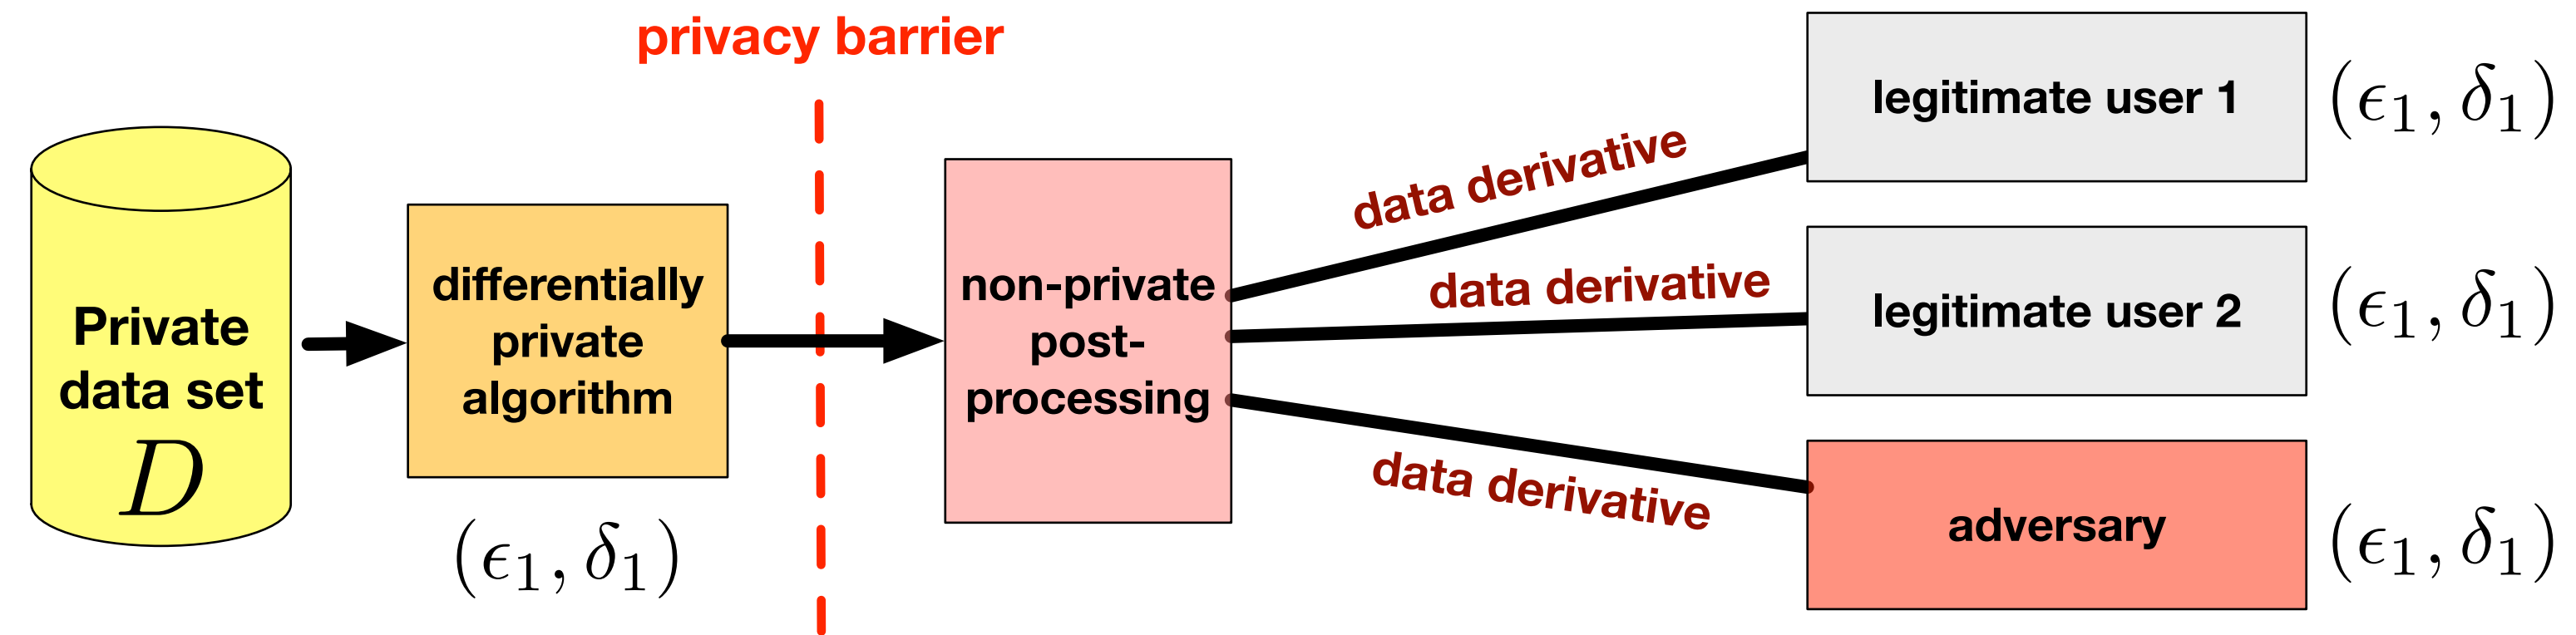 privacy barrier
Private
data set
D
differentially
private
algorithm
(ϵ₁, δ₁)
non-private
post-
processing
data derivative
data derivative
data derivative
legitimate user 1
(ϵ₁, δ₁)
legitimate user 2
(ϵ₁, δ₁)
adversary
(ϵ₁, δ₁)